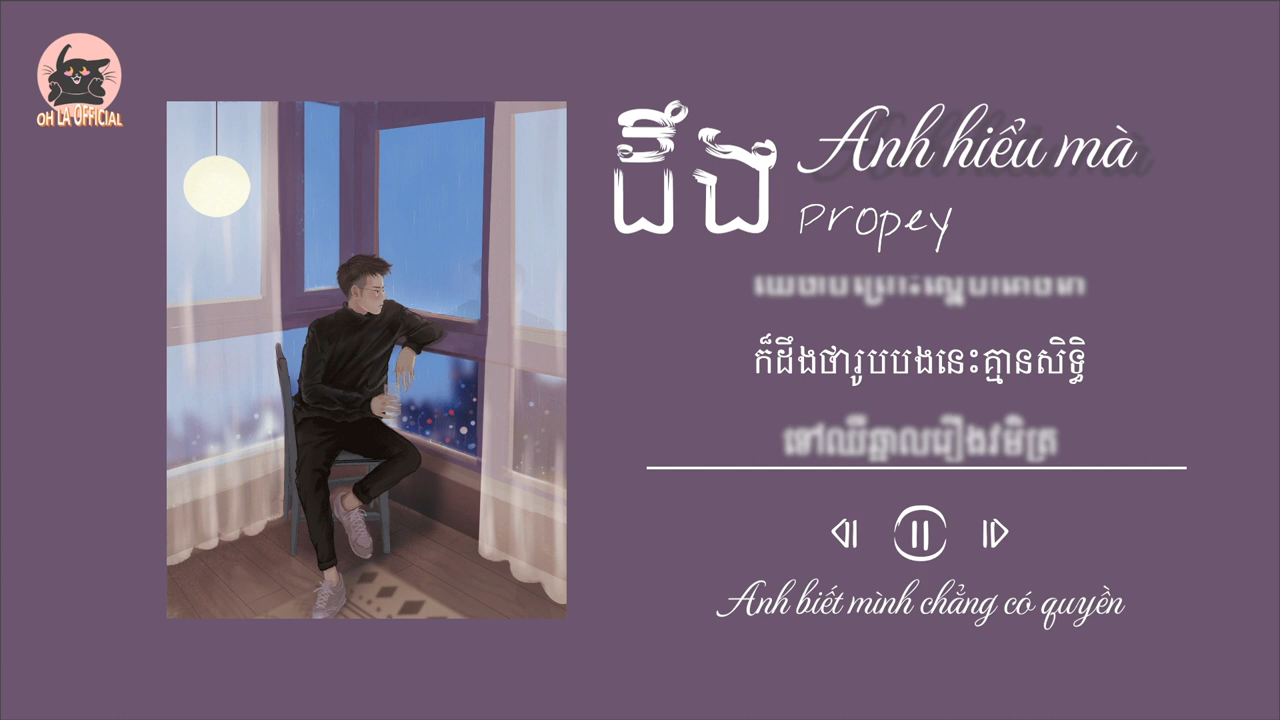 OH LA OFFICIAL
ដឹង
Anh hiểu mà
propey
ក៏ដឹងថារូបបងនេះគ្មានសិទ្ធិ
Anh biết mình chẳng có quyền